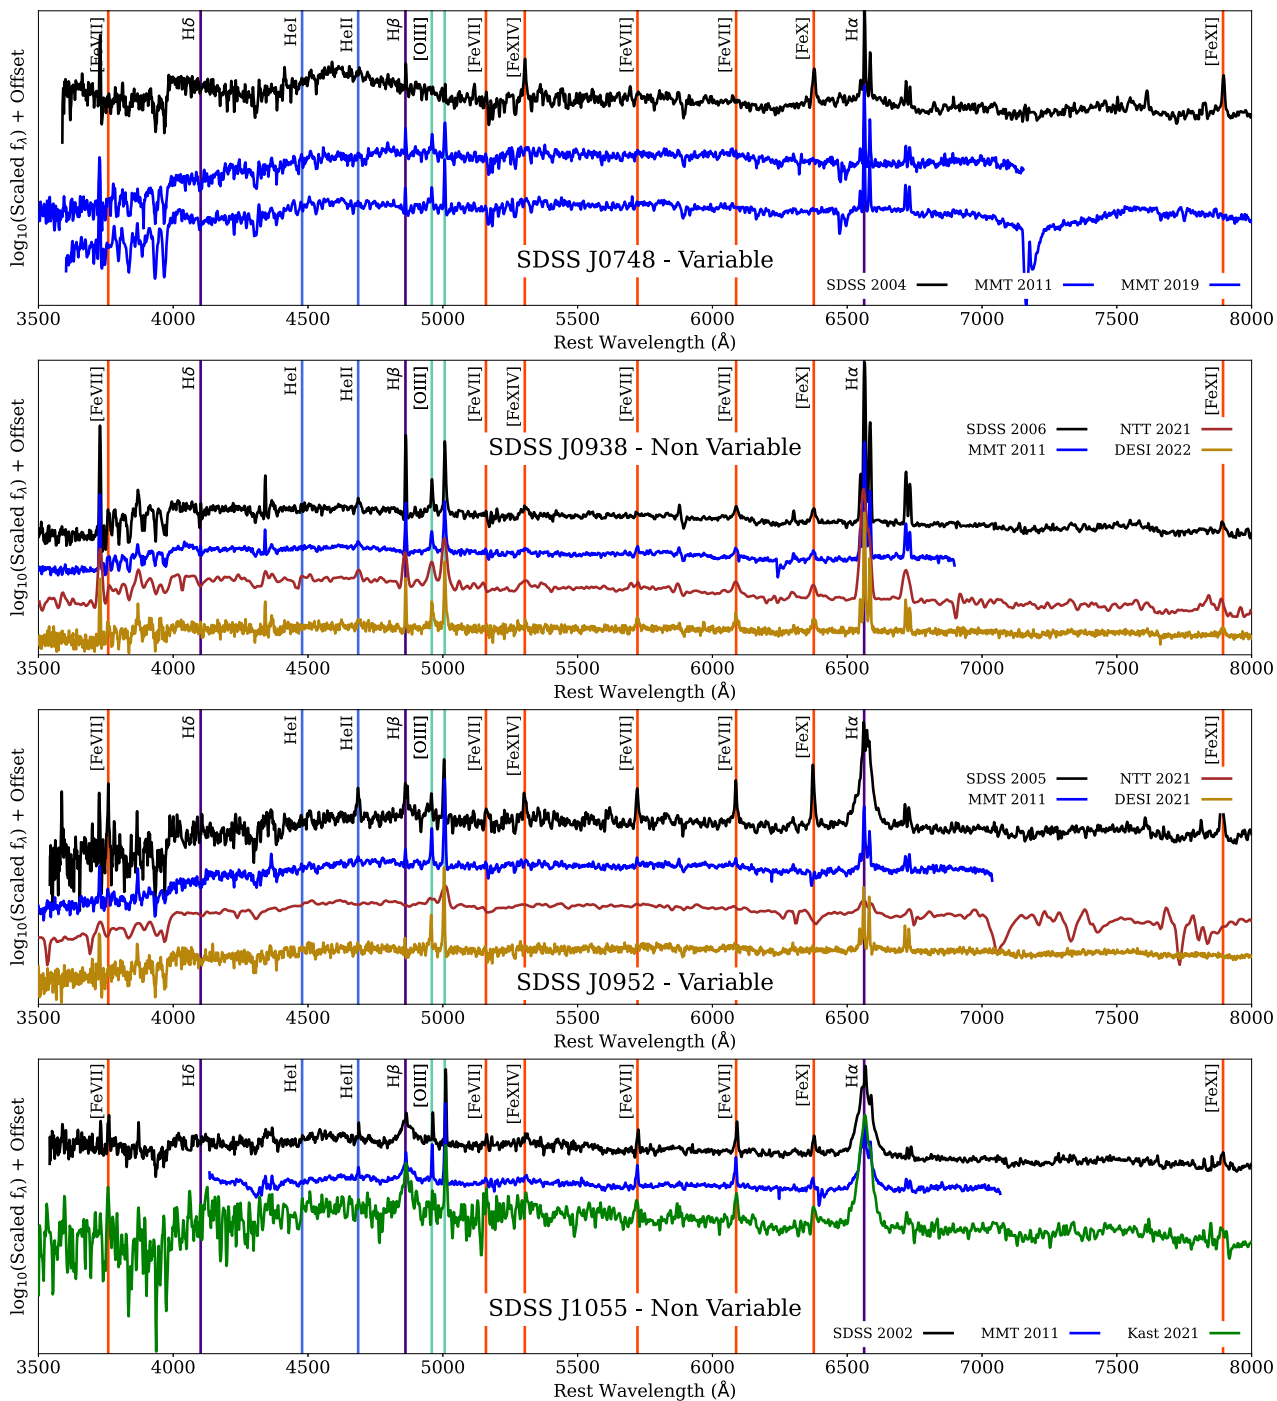 [FeVII] Hδ HeI HeII Hβ [OIII] [FeVII] [FeXIV] [FeVII] [FeVII] [FeX] Hα [FeXI]
log₁₀(Scaled f_λ) + Offset
SDSS J0748 - Variable
SDSS 2004 MMT 2011 MMT 2019
3500 4000 4500 5000 5500 6000 6500 7000 7500 8000
Rest Wavelength (Å)
[FeVII] Hδ HeI HeII Hβ [OIII] [FeVII] [FeXIV] [FeVII] [FeVII] [FeX] Hα [FeXI]
log₁₀(Scaled f_λ) + Offset
SDSS J0938 - Non Variable
SDSS 2006 NTT 2021
MMT 2011 DESI 2022
3500 4000 4500 5000 5500 6000 6500 7000 7500 8000
Rest Wavelength (Å)
[FeVII] Hδ HeI HeII Hβ [OIII] [FeVII] [FeXIV] [FeVII] [FeVII] [FeX] Hα [FeXI]
log₁₀(Scaled f_λ) + Offset
SDSS 2005 NTT 2021
MMT 2011 DESI 2021
SDSS J0952 - Variable
3500 4000 4500 5000 5500 6000 6500 7000 7500 8000
Rest Wavelength (Å)
[FeVII] Hδ HeI HeII Hβ [OIII] [FeVII] [FeXIV] [FeVII] [FeVII] [FeX] Hα [FeXI]
log₁₀(Scaled f_λ) + Offset
SDSS J1055 - Non Variable
SDSS 2002 MMT 2011 Kast 2021
3500 4000 4500 5000 5500 6000 6500 7000 7500 8000
Rest Wavelength (Å)